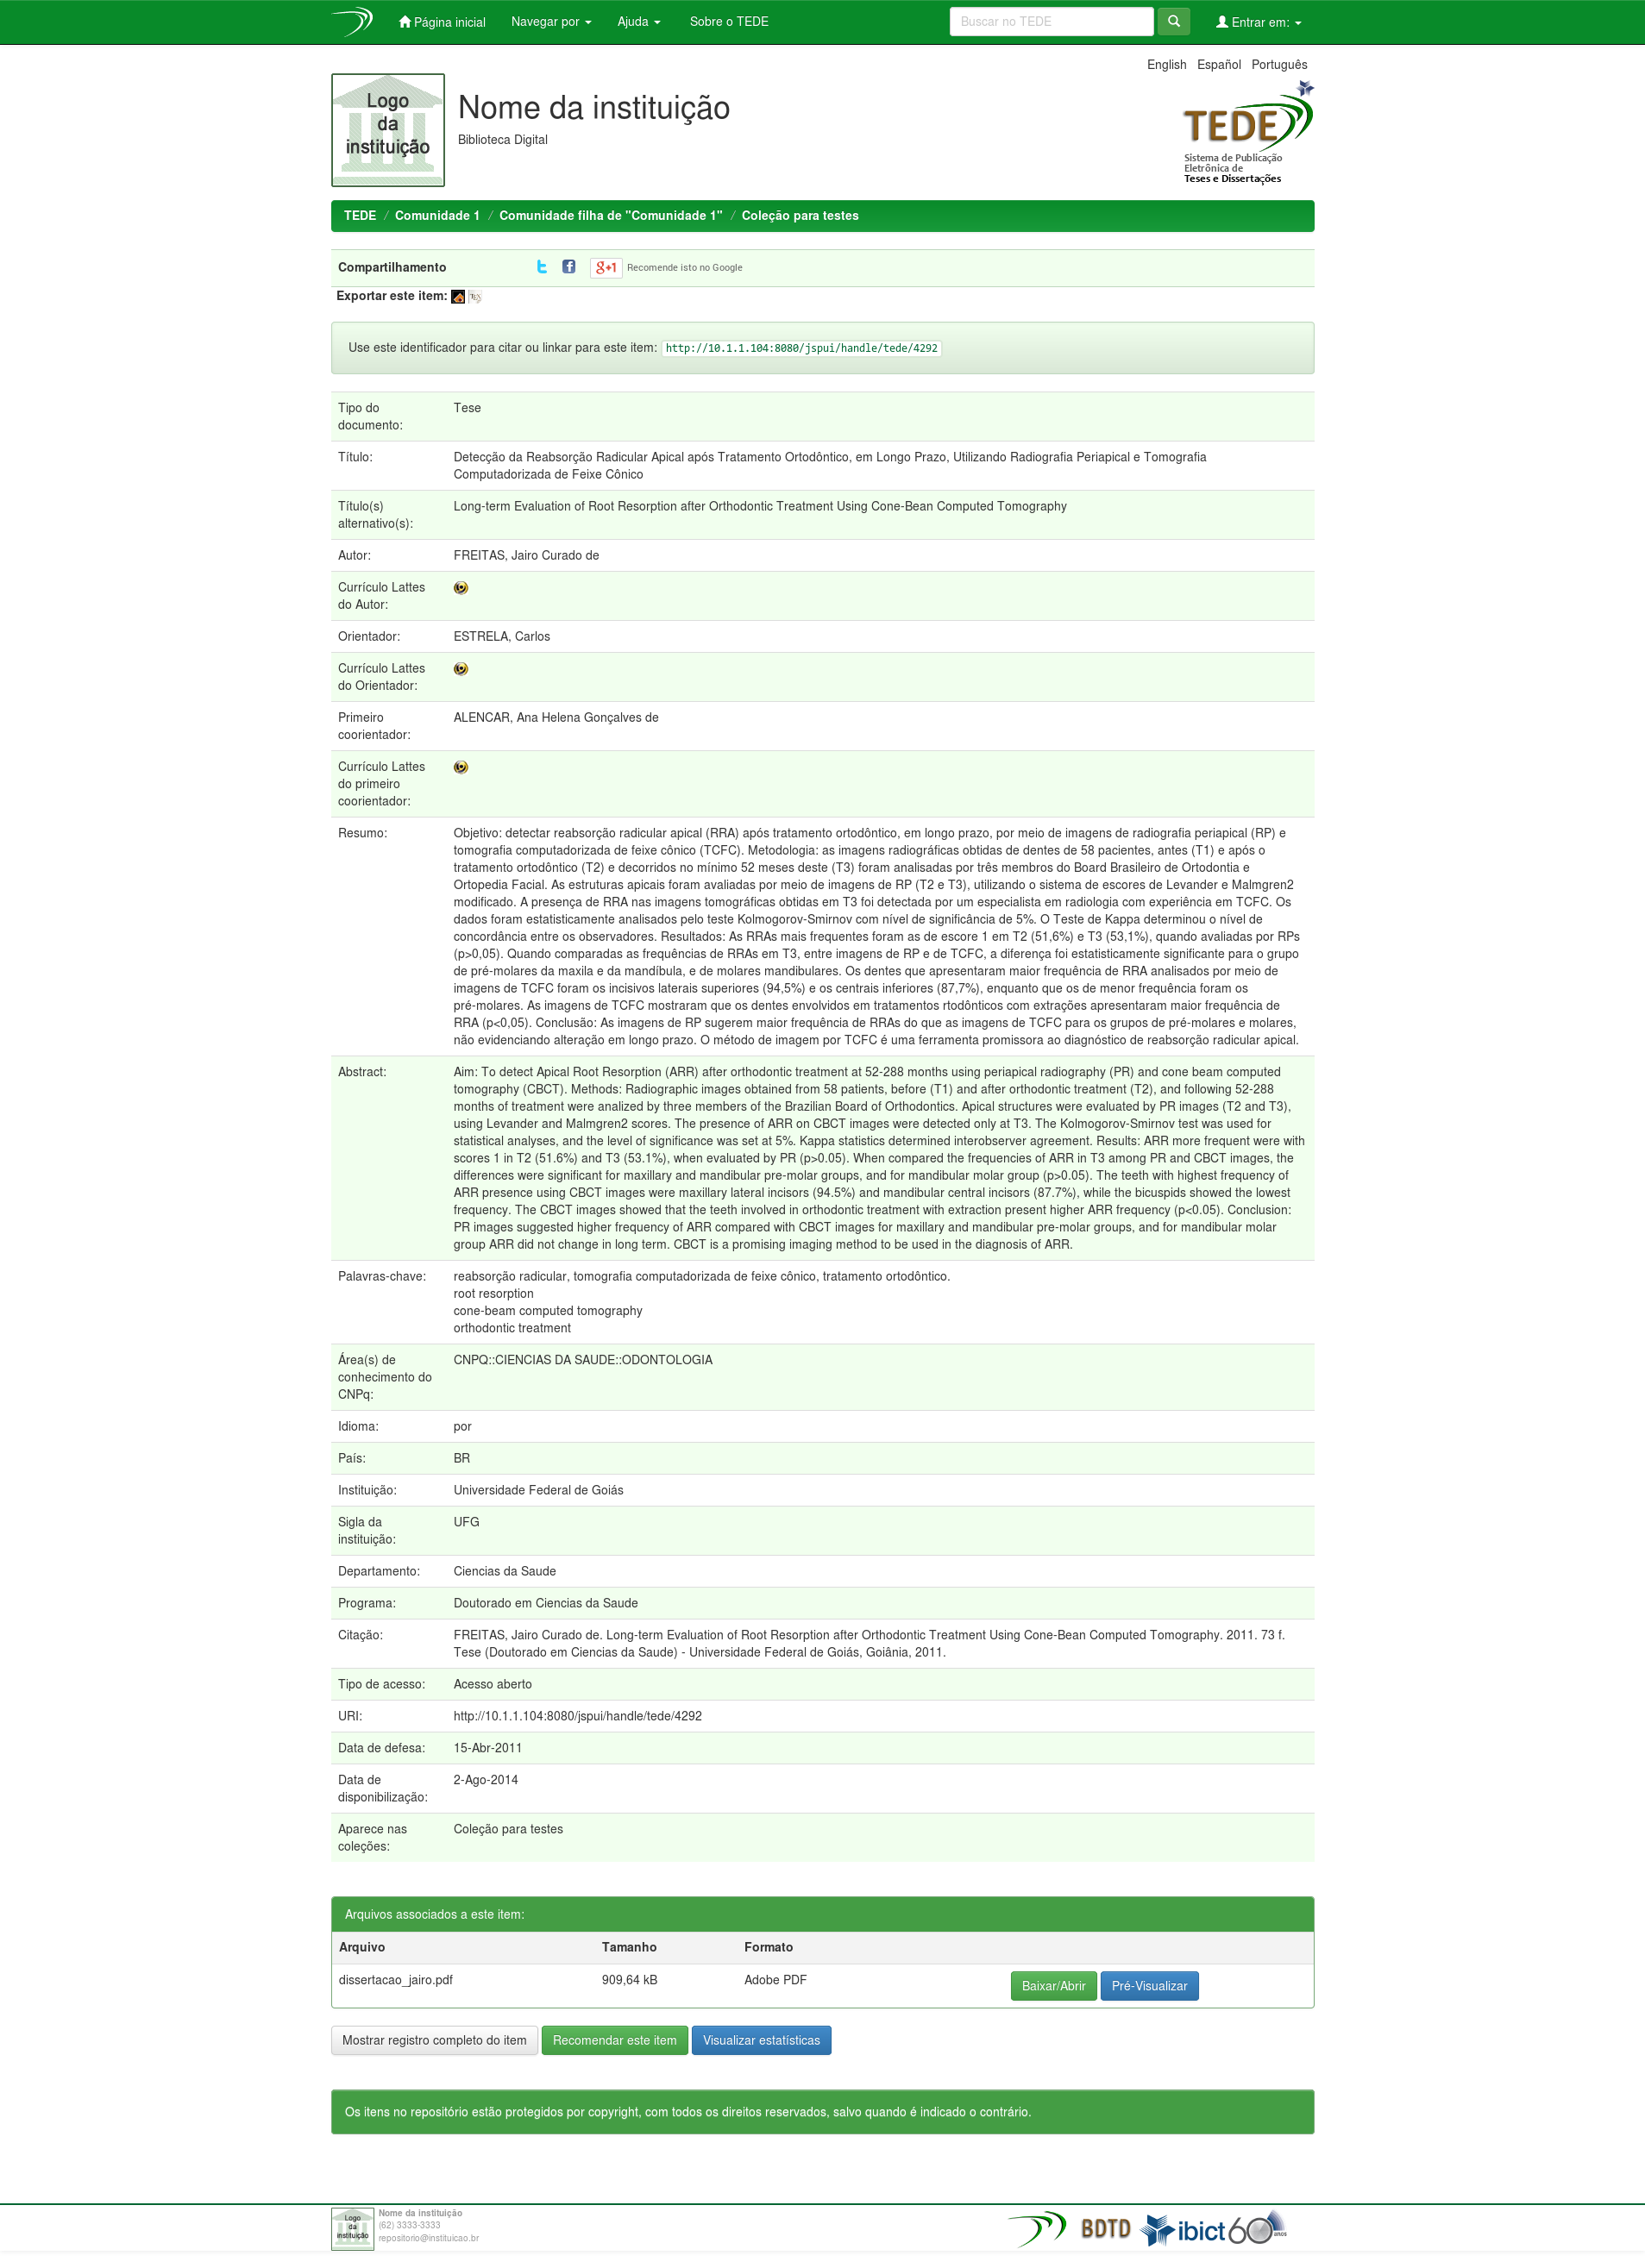 Página inicial Navegar por Ajuda Sobre o TEDE Buscar no TEDE Entrar em:
English Español Português
Logo
da
instituição
Nome da instituição
Biblioteca Digital
TEDE
Sistema de Publicação
Eletrônica de
Teses e Dissertações
TEDE / Comunidade 1 / Comunidade filha de "Comunidade 1" / Coleção para testes
Compartilhamento g+1 Recomende isto no Google
Exportar este item:
Use este identificador para citar ou linkar para este item: http://10.1.1.104:8080/jspui/handle/tede/4292
Tipo do
documento:
Tese
Título:
Detecção da Reabsorção Radicular Apical após Tratamento Ortodôntico, em Longo Prazo, Utilizando Radiografia Periapical e Tomografia
Computadorizada de Feixe Cônico
Título(s)
alternativo(s):
Long-term Evaluation of Root Resorption after Orthodontic Treatment Using Cone-Bean Computed Tomography
Autor:
FREITAS, Jairo Curado de
Currículo Lattes
do Autor:
Orientador:
ESTRELA, Carlos
Currículo Lattes
do Orientador:
Primeiro
coorientador:
ALENCAR, Ana Helena Gonçalves de
Currículo Lattes
do primeiro
coorientador:
Resumo:
Objetivo: detectar reabsorção radicular apical (RRA) após tratamento ortodôntico, em longo prazo, por meio de imagens de radiografia periapical (RP) e
tomografia computadorizada de feixe cônico (TCFC). Metodologia: as imagens radiográficas obtidas de dentes de 58 pacientes, antes (T1) e após o
tratamento ortodôntico (T2) e decorridos no mínimo 52 meses deste (T3) foram analisadas por três membros do Board Brasileiro de Ortodontia e
Ortopedia Facial. As estruturas apicais foram avaliadas por meio de imagens de RP (T2 e T3), utilizando o sistema de escores de Levander e Malmgren2
modificado. A presença de RRA nas imagens tomográficas obtidas em T3 foi detectada por um especialista em radiologia com experiência em TCFC. Os
dados foram estatisticamente analisados pelo teste Kolmogorov-Smirnov com nível de significância de 5%. O Teste de Kappa determinou o nível de
concordância entre os observadores. Resultados: As RRAs mais frequentes foram as de escore 1 em T2 (51,6%) e T3 (53,1%), quando avaliadas por RPs
(p>0,05). Quando comparadas as frequências de RRAs em T3, entre imagens de RP e de TCFC, a diferença foi estatisticamente significante para o grupo
de pré-molares da maxila e da mandíbula, e de molares mandibulares. Os dentes que apresentaram maior frequência de RRA analisados por meio de
imagens de TCFC foram os incisivos laterais superiores (94,5%) e os centrais inferiores (87,7%), enquanto que os de menor frequência foram os
pré-molares. As imagens de TCFC mostraram que os dentes envolvidos em tratamentos rtodônticos com extrações apresentaram maior frequência de
RRA (p<0,05). Conclusão: As imagens de RP sugerem maior frequência de RRAs do que as imagens de TCFC para os grupos de pré-molares e molares,
não evidenciando alteração em longo prazo. O método de imagem por TCFC é uma ferramenta promissora ao diagnóstico de reabsorção radicular apical.
Abstract:
Aim: To detect Apical Root Resorption (ARR) after orthodontic treatment at 52-288 months using periapical radiography (PR) and cone beam computed
tomography (CBCT). Methods: Radiographic images obtained from 58 patients, before (T1) and after orthodontic treatment (T2), and following 52-288
months of treatment were analized by three members of the Brazilian Board of Orthodontics. Apical structures were evaluated by PR images (T2 and T3),
using Levander and Malmgren2 scores. The presence of ARR on CBCT images were detected only at T3. The Kolmogorov-Smirnov test was used for
statistical analyses, and the level of significance was set at 5%. Kappa statistics determined interobserver agreement. Results: ARR more frequent were with
scores 1 in T2 (51.6%) and T3 (53.1%), when evaluated by PR (p>0.05). When compared the frequencies of ARR in T3 among PR and CBCT images, the
differences were significant for maxillary and mandibular pre-molar groups, and for mandibular molar group (p>0.05). The teeth with highest frequency of
ARR presence using CBCT images were maxillary lateral incisors (94.5%) and mandibular central incisors (87.7%), while the bicuspids showed the lowest
frequency. The CBCT images showed that the teeth involved in orthodontic treatment with extraction present higher ARR frequency (p<0.05). Conclusion:
PR images suggested higher frequency of ARR compared with CBCT images for maxillary and mandibular pre-molar groups, and for mandibular molar
group ARR did not change in long term. CBCT is a promising imaging method to be used in the diagnosis of ARR.
Palavras-chave:
reabsorção radicular, tomografia computadorizada de feixe cônico, tratamento ortodôntico.
root resorption
cone-beam computed tomography
orthodontic treatment
Área(s) de
conhecimento do
CNPq:
CNPQ::CIENCIAS DA SAUDE::ODONTOLOGIA
Idioma:
por
País:
BR
Instituição:
Universidade Federal de Goiás
Sigla da
instituição:
UFG
Departamento:
Ciencias da Saude
Programa:
Doutorado em Ciencias da Saude
Citação:
FREITAS, Jairo Curado de. Long-term Evaluation of Root Resorption after Orthodontic Treatment Using Cone-Bean Computed Tomography. 2011. 73 f.
Tese (Doutorado em Ciencias da Saude) - Universidade Federal de Goiás, Goiânia, 2011.
Tipo de acesso:
Acesso aberto
URI:
http://10.1.1.104:8080/jspui/handle/tede/4292
Data de defesa:
15-Abr-2011
Data de
disponibilização:
2-Ago-2014
Aparece nas
coleções:
Coleção para testes
Arquivos associados a este item:
Arquivo Tamanho Formato
dissertacao_jairo.pdf 909,64 kB Adobe PDF Baixar/Abrir Pré-Visualizar
Mostrar registro completo do item Recomendar este item Visualizar estatísticas
Os itens no repositório estão protegidos por copyright, com todos os direitos reservados, salvo quando é indicado o contrário.
Logo
da
instituição
Nome da instituição
(62) 3333-3333
repositorio@instituicao.br
BDTD ibict 60 anos